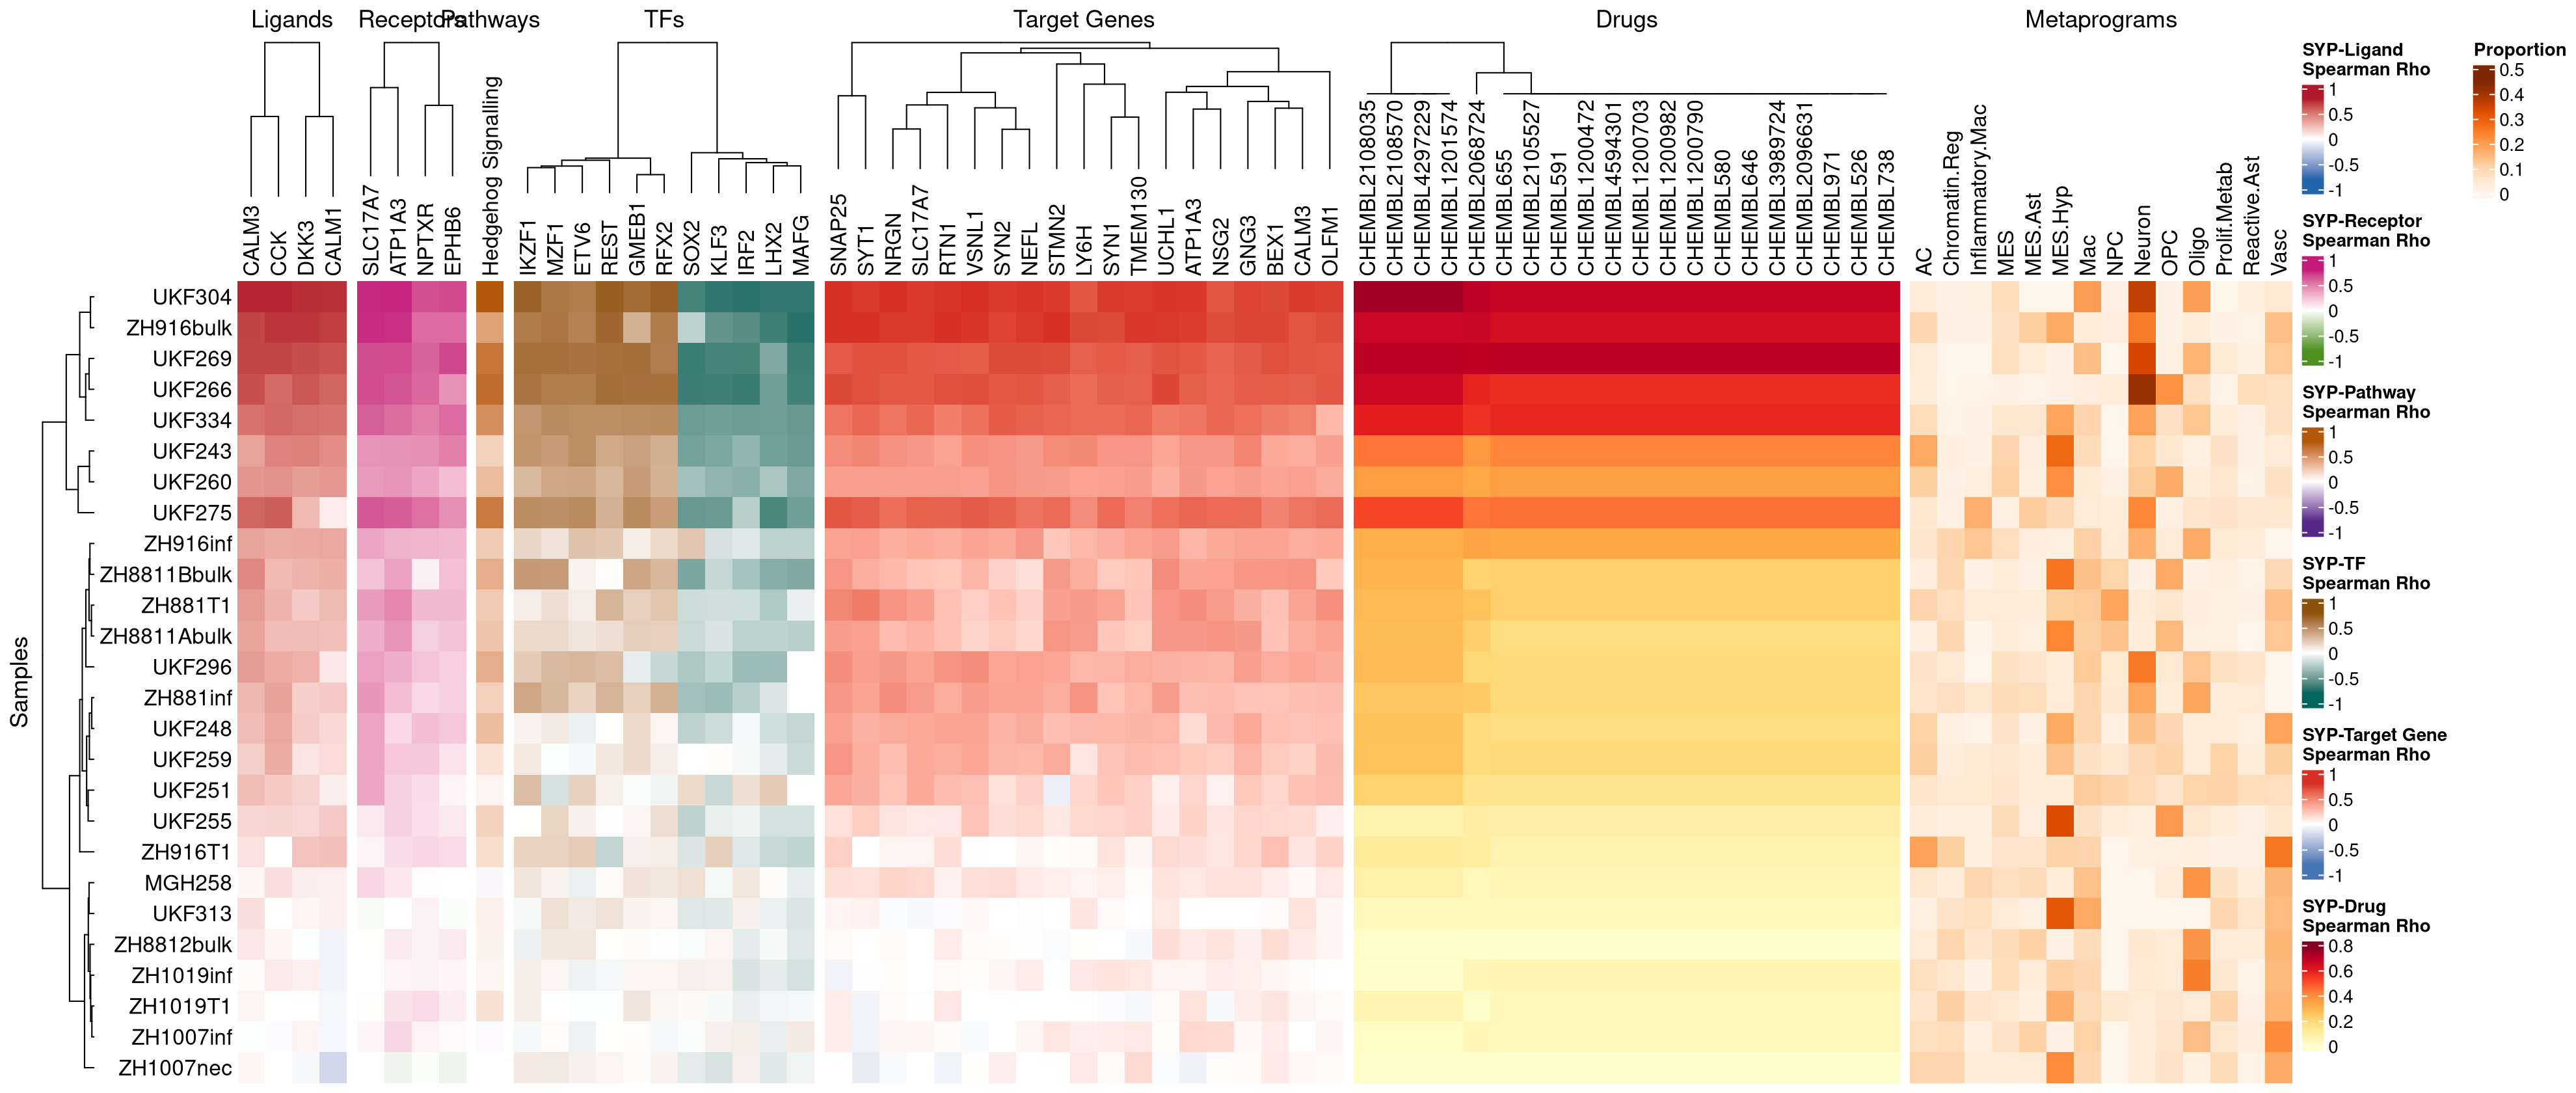 Ligands
Receptors
Pathways
TFs
Target Genes
Drugs
Metaprograms
CALM3
CCK
DKK3
CALM1
SLC17A7
ATP1A3
NPTXR
EPHB6
Hedgehog Signalling
IKZF1
MZF1
ETV6
REST
GMEB1
RFX2
SOX2
KLF3
IRF2
LHX2
MAFG
SNAP25
SYT1
NRGN
SLC17A7
RTN1
VSNL1
SYN2
NEFL
STMN2
LY6H
SYN1
TMEM130
UCHL1
ATP1A3
NSG2
GNG3
BEX1
CALM3
OLFM1
CHEMBL2108035
CHEMBL2108570
CHEMBL4297229
CHEMBL1201574
CHEMBL2068724
CHEMBL655
CHEMBL2105527
CHEMBL591
CHEMBL1200472
CHEMBL4594301
CHEMBL1200703
CHEMBL1200982
CHEMBL1200790
CHEMBL580
CHEMBL646
CHEMBL3989724
CHEMBL2096631
CHEMBL971
CHEMBL526
CHEMBL738
AC
Chromatin.Reg
Inflammatory.Mac
MES
MES.Ast
MES.Hyp
Mac
NPC
Neuron
OPC
Oligo
Prolif.Metab
Reactive.Ast
Vasc
Samples
UKF304
ZH916bulk
UKF269
UKF266
UKF334
UKF243
UKF260
UKF275
ZH916inf
ZH8811Bbulk
ZH881T1
ZH8811Abulk
UKF296
ZH881inf
UKF248
UKF259
UKF251
UKF255
ZH916T1
MGH258
UKF313
ZH8812bulk
ZH1019inf
ZH1019T1
ZH1007inf
ZH1007nec
SYP-Ligand
Spearman Rho
1
0.5
0
-0.5
-1
SYP-Receptor
Spearman Rho
1
0.5
0
-0.5
-1
SYP-Pathway
Spearman Rho
1
0.5
0
-0.5
-1
SYP-TF
Spearman Rho
1
0.5
0
-0.5
-1
SYP-Target Gene
Spearman Rho
1
0.5
0
-0.5
-1
SYP-Drug
Spearman Rho
0.8
0.6
0.4
0.2
0
Proportion
0.5
0.4
0.3
0.2
0.1
0